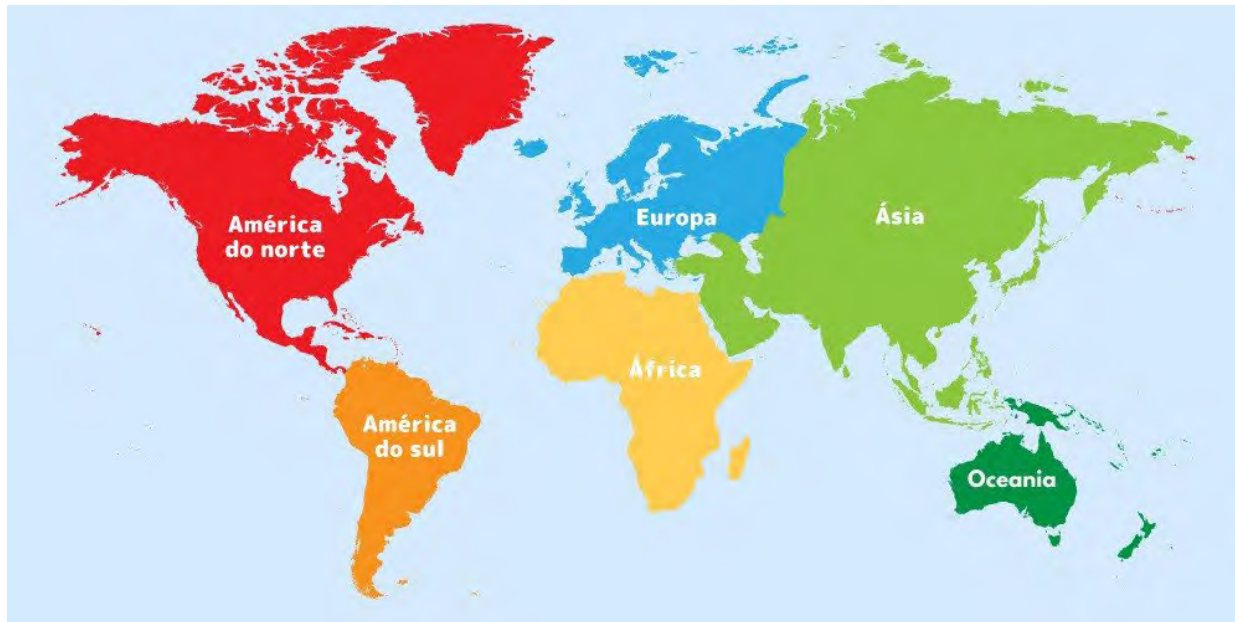 América
do norte
Europa
Ásia
África
América
do sul
Oceania